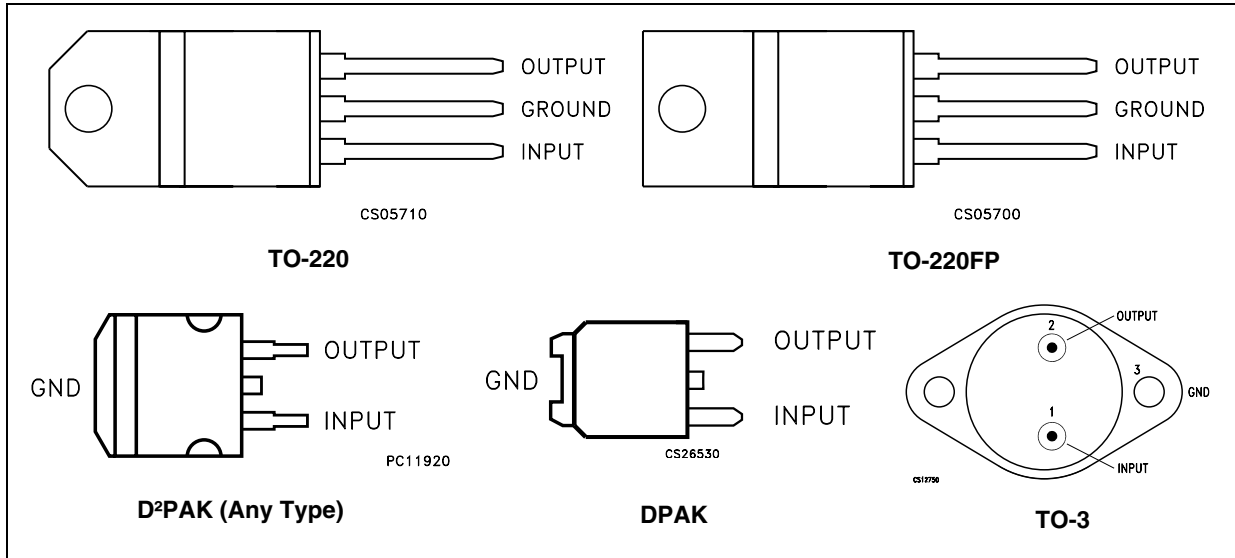 OUTPUT
GROUND
INPUT
CS05710
TO-220
OUTPUT
GROUND
INPUT
CS05700
TO-220FP
GND
OUTPUT
INPUT
PC11920
D²PAK (Any Type)
GND
OUTPUT
INPUT
CS26530
DPAK
OUTPUT
2
3
GND
1
INPUT
CS12750
TO-3